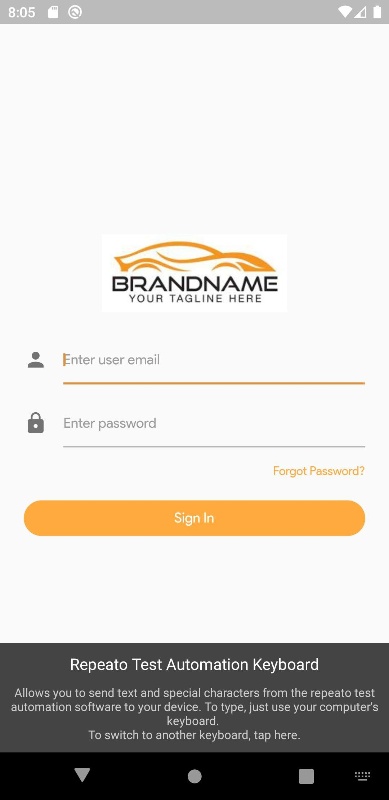 8:05
BRANDNAME
YOUR TAGLINE HERE
Enter user email
Enter password
Forgot Password?
Sign In
Repeato Test Automation Keyboard
Allows you to send text and special characters from the repeato test
automation software to your device. To type, just use your computer's
keyboard.
To switch to another keyboard, tap here.